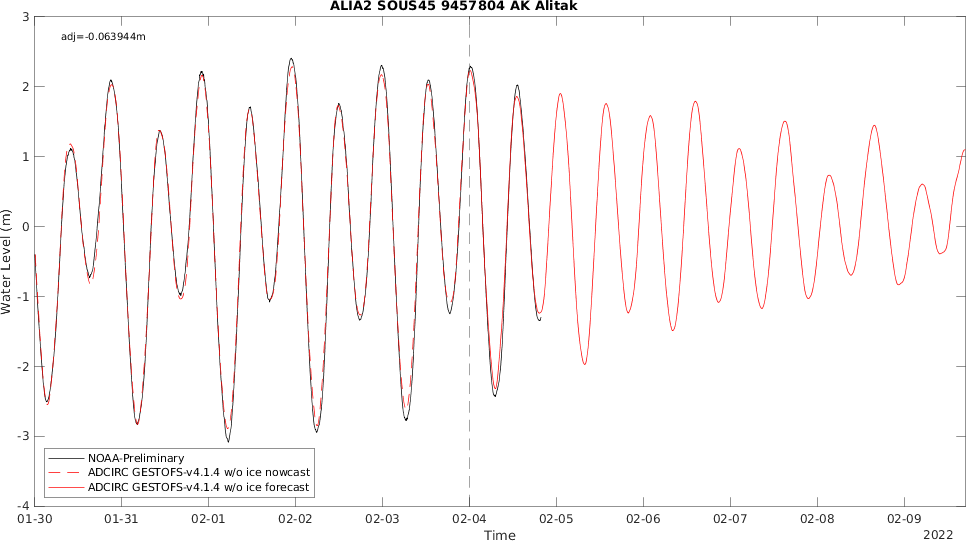 ALIA2 SOUS45 9457804 AK Alitak
adj=-0.063944m
Water Level (m)
3
2
1
0
-1
-2
-3
-4
NOAA-Preliminary
ADCIRC GESTOFS-v4.1.4 w/o ice nowcast
ADCIRC GESTOFS-v4.1.4 w/o ice forecast
01-30 01-31 02-01 02-02 02-03 02-04 02-05 02-06 02-07 02-08 02-09
Time
2022